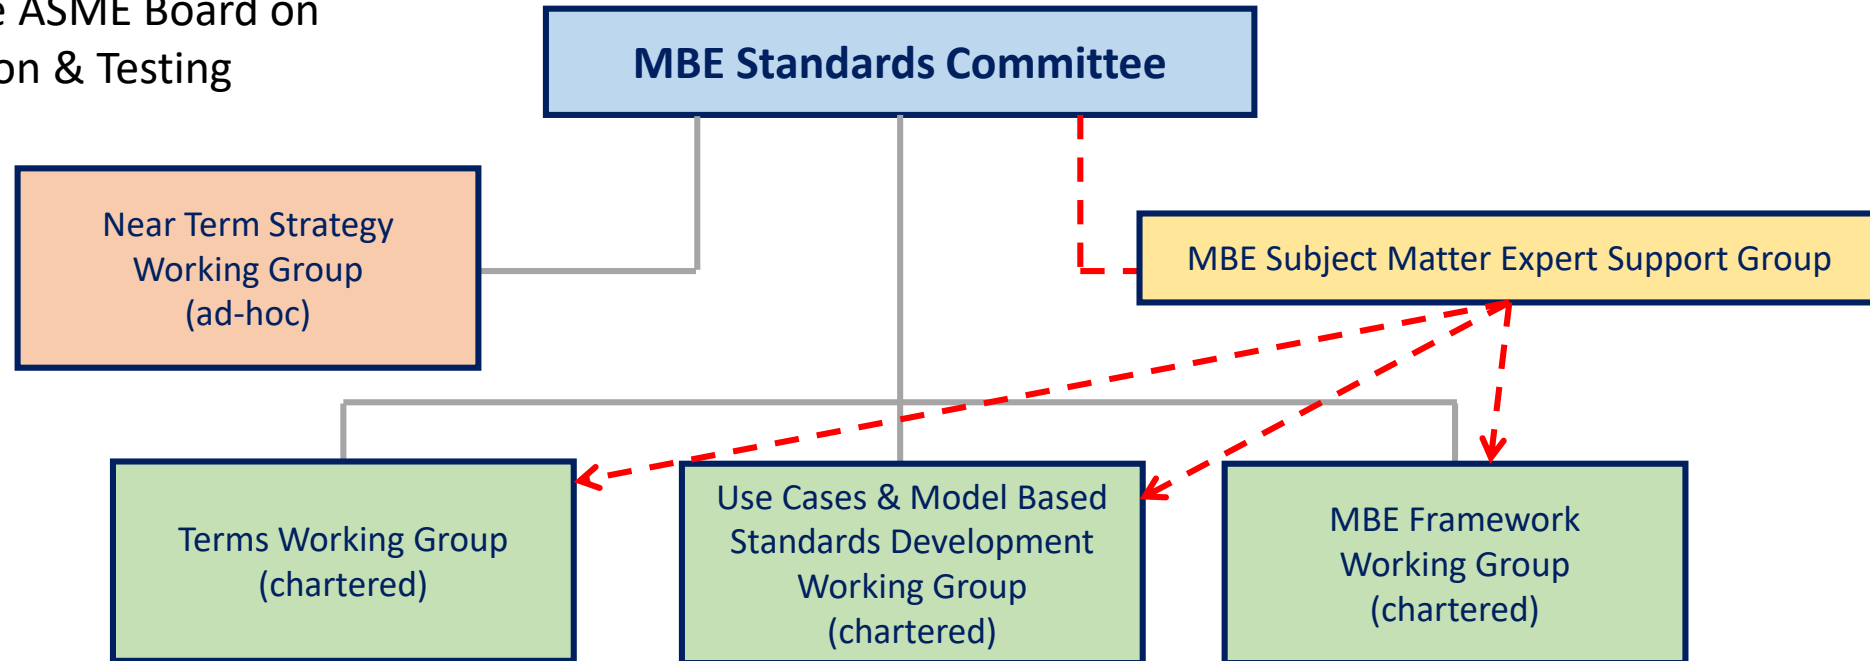 ASME Board on
& Testing
MBE Standards Committee
Near Term Strategy
Working Group
(ad-hoc)
MBE Subject Matter Expert Support Group
Terms Working Group
(chartered)
Use Cases & Model Based
Standards Development
Working Group
(chartered)
MBE Framework
Working Group
(chartered)